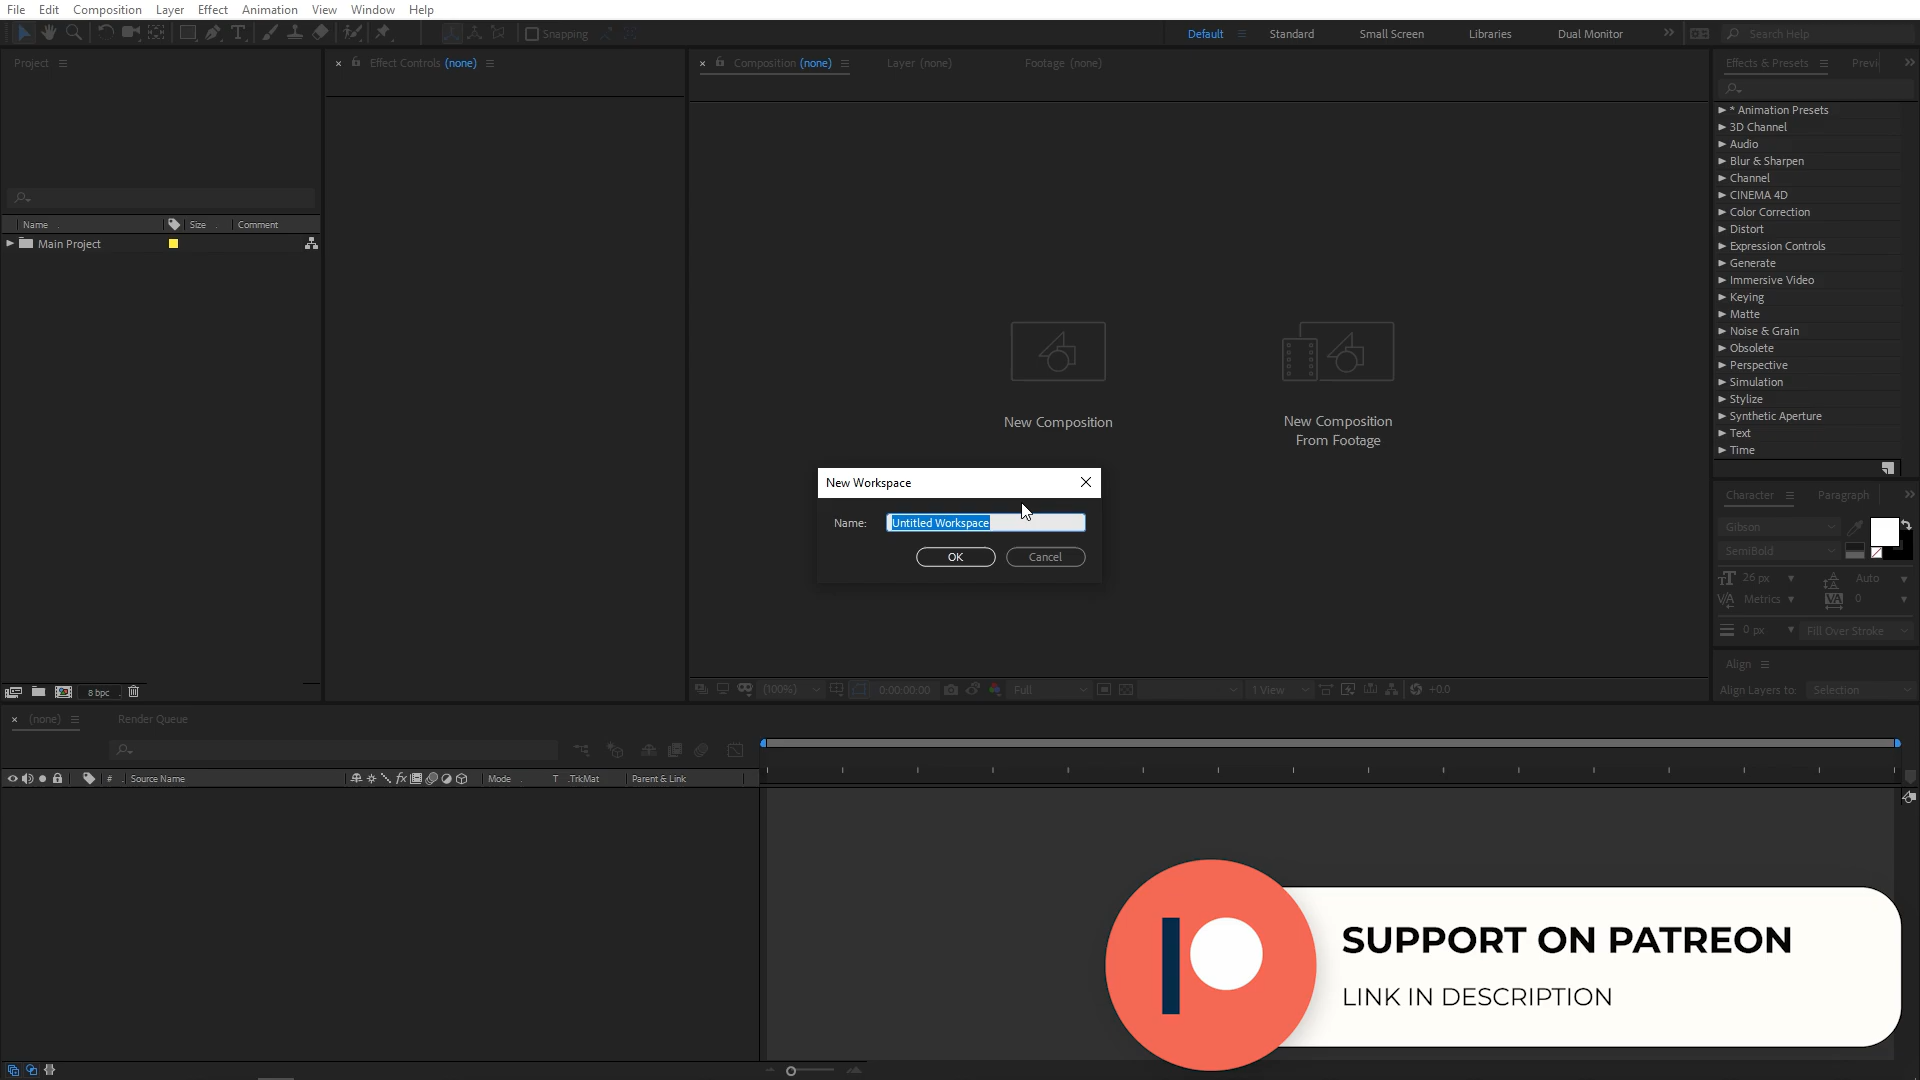 File Edit Composition Layer Effect Animation View Window Help
Snapping
Default Standard Small Screen Libraries Dual Monitor
Search Help
Project
Name Size Comment
Main Project
8 bpc
Effect Controls (none)
Composition (none) Layer (none) Footage (none)
New Composition
New Composition
From Footage
New Workspace
Name: Untitled Workspace
OK Cancel
(100%) 0:00:00:00 Full 1 View +0.0
Effects & Presets Previ
* Animation Presets
3D Channel
Audio
Blur & Sharpen
Channel
CINEMA 4D
Color Correction
Distort
Expression Controls
Generate
Immersive Video
Keying
Matte
Noise & Grain
Obsolete
Perspective
Simulation
Stylize
Synthetic Aperture
Text
Time
Character Paragraph
Gibson
SemiBold
26 px Auto
Metrics 0
0 px Fill Over Stroke
Align
Align Layers to: Selection
(none) Render Queue
# Source Name fx Mode T .TrkMat Parent & Link
SUPPORT ON PATREON
LINK IN DESCRIPTION